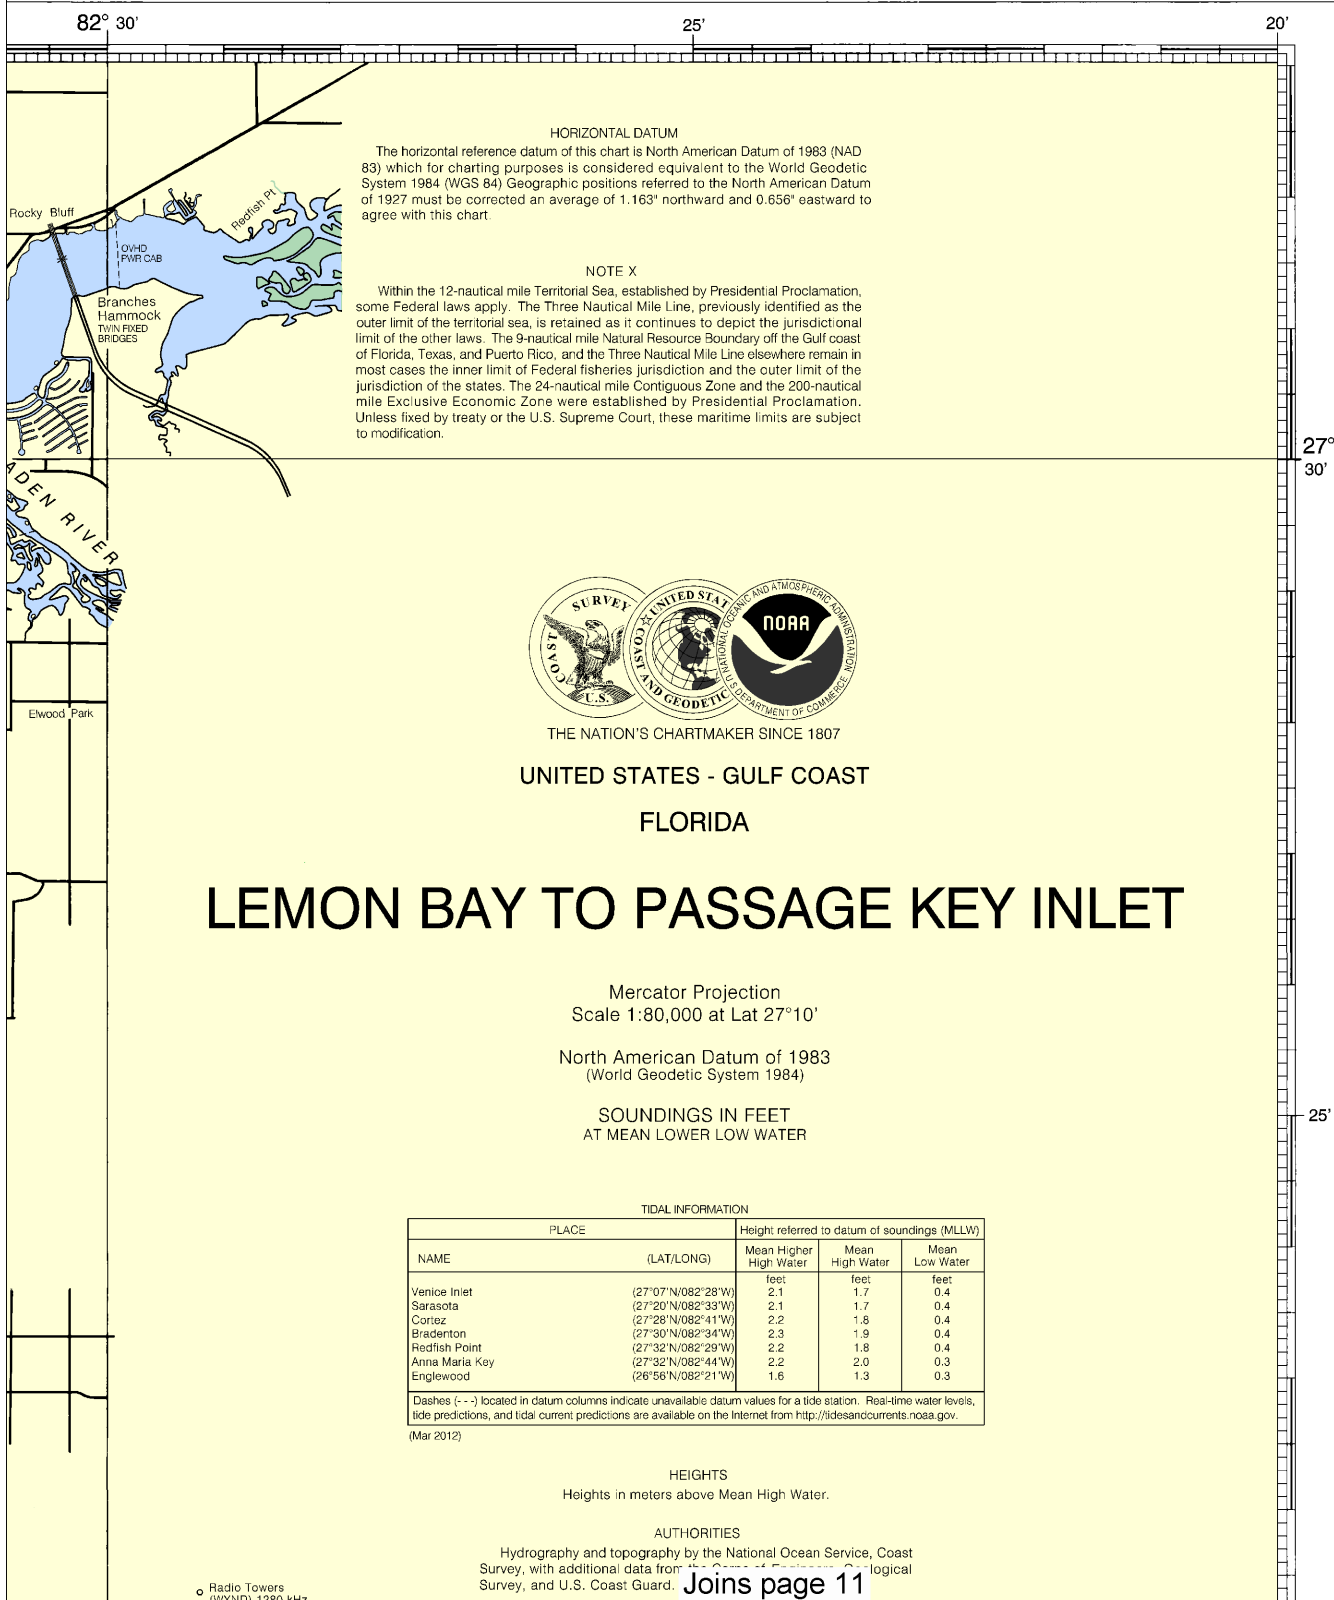 82° 30'
25'
20'
HORIZONTAL DATUM
The horizontal reference datum of this chart is North American Datum of 1983 (NAD
83) which for charting purposes is considered equivalent to the World Geodetic
System 1984 (WGS 84) Geographic positions referred to the North American Datum
of 1927 must be corrected an average of 1.163" northward and 0.656" eastward to
agree with this chart.
Redfish Pt
Rocky Bluff
OVHD
PWR CAB
Branches
Hammock
TWIN FIXED
BRIDGES
NOTE X
Within the 12-nautical mile Territorial Sea, established by Presidential Proclamation,
some Federal laws apply. The Three Nautical Mile Line, previously identified as the
outer limit of the territorial sea, is retained as it continues to depict the jurisdictional
limit of the other laws. The 9-nautical mile Natural Resource Boundary off the Gulf coast
of Florida, Texas, and Puerto Rico, and the Three Nautical Mile Line elsewhere remain in
most cases the inner limit of Federal fisheries jurisdiction and the outer limit of the
jurisdiction of the states. The 24-nautical mile Contiguous Zone and the 200-nautical
mile Exclusive Economic Zone were established by Presidential Proclamation.
Unless fixed by treaty or the U.S. Supreme Court, these maritime limits are subject
to modification.
27°
30'
ADEN RIVER
COAST SURVEY
U.S.
UNITED STAT
COAST AND GEODETIC
NATIONAL OCEANIC AND ATMOSPHERIC ADMINISTRATION
NOAA
U.S. DEPARTMENT OF COMMERCE
Elwood Park
THE NATION'S CHARTMAKER SINCE 1807
UNITED STATES - GULF COAST
FLORIDA
LEMON BAY TO PASSAGE KEY INLET
Mercator Projection
Scale 1:80,000 at Lat 27°10'
North American Datum of 1983
(World Geodetic System 1984)
SOUNDINGS IN FEET
AT MEAN LOWER LOW WATER
25'
TIDAL INFORMATION
PLACE Height referred to datum of soundings (MLLW)
NAME (LAT/LONG) Mean Higher High Water Mean High Water Mean Low Water
feet feet feet
Venice Inlet (27°07'N/082°28'W) 2.1 1.7 0.4
Sarasota (27°20'N/082°33'W) 2.1 1.7 0.4
Cortez (27°28'N/082°41'W) 2.2 1.8 0.4
Bradenton (27°30'N/082°34'W) 2.3 1.9 0.4
Redfish Point (27°32'N/082°29'W) 2.2 1.8 0.4
Anna Maria Key (27°32'N/082°44'W) 2.2 2.0 0.3
Englewood (26°56'N/082°21'W) 1.6 1.3 0.3
Dashes (- - -) located in datum columns indicate unavailable datum values for a tide station. Real-time water levels,
tide predictions, and tidal current predictions are available on the Internet from http://tidesandcurrents.noaa.gov.
(Mar 2012)
HEIGHTS
Heights in meters above Mean High Water.
AUTHORITIES
Hydrography and topography by the National Ocean Service, Coast
Survey, with additional data from the Corps of Engineers, Geological
Survey, and U.S. Coast Guard.
Joins page 11
Radio Towers
(WYND) 1280 kHz